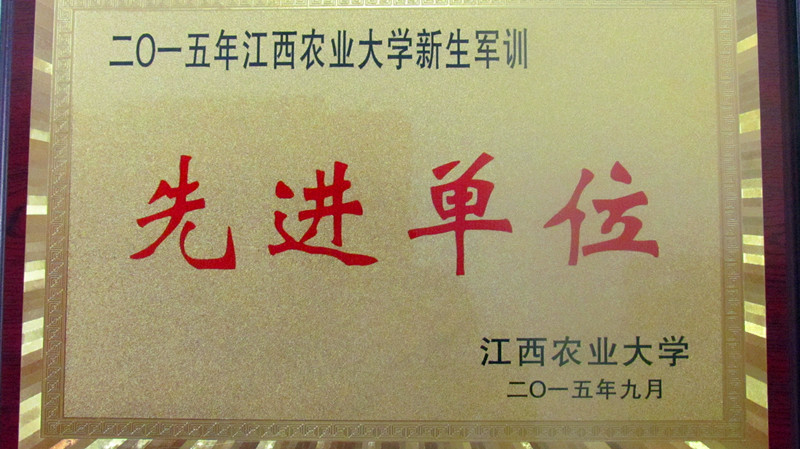 二〇一五年江西农业大学新生军训
先进单位
江西农业大学
二〇一五年九月